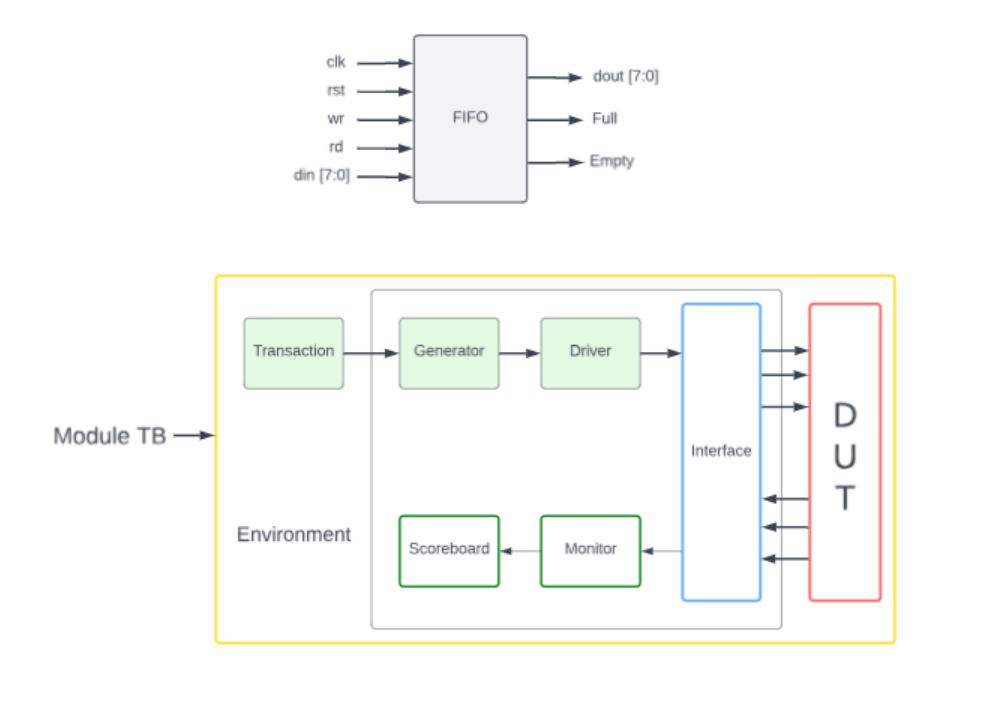 clk
rst
wr
rd
din [7:0]
FIFO
dout [7:0]
Full
Empty
Transaction
Generator
Driver
Interface
D
U
T
Module TB
Environment
Scoreboard
Monitor